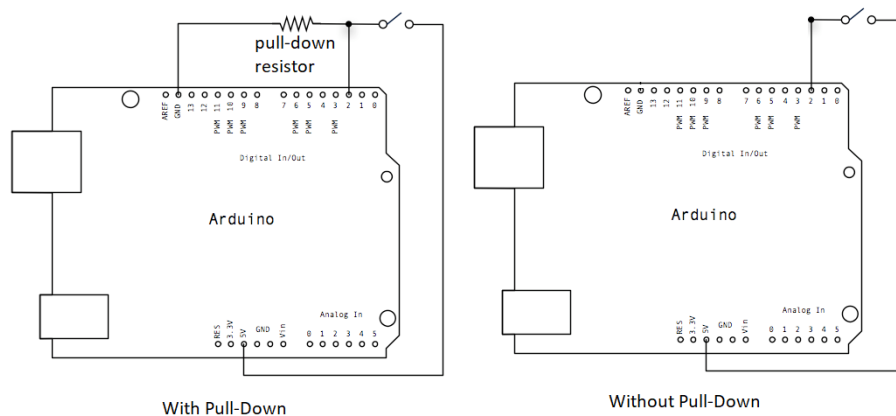 pull-down
resistor
AREF GND 13 12 11 10 9 8 7 6 5 4 3 2 1 0
PWM PWM PWM PWM PWM PWM
Digital In/Out
Arduino
Analog In
RES 3.3V 5V GND Vin 0 1 2 3 4 5
With Pull-Down
AREF GND 13 12 11 10 9 8 7 6 5 4 3 2 1 0
PWM PWM PWM PWM PWM PWM
Digital In/Out
Arduino
Analog In
RES 3.3V 5V GND Vin 0 1 2 3 4 5
Without Pull-Down